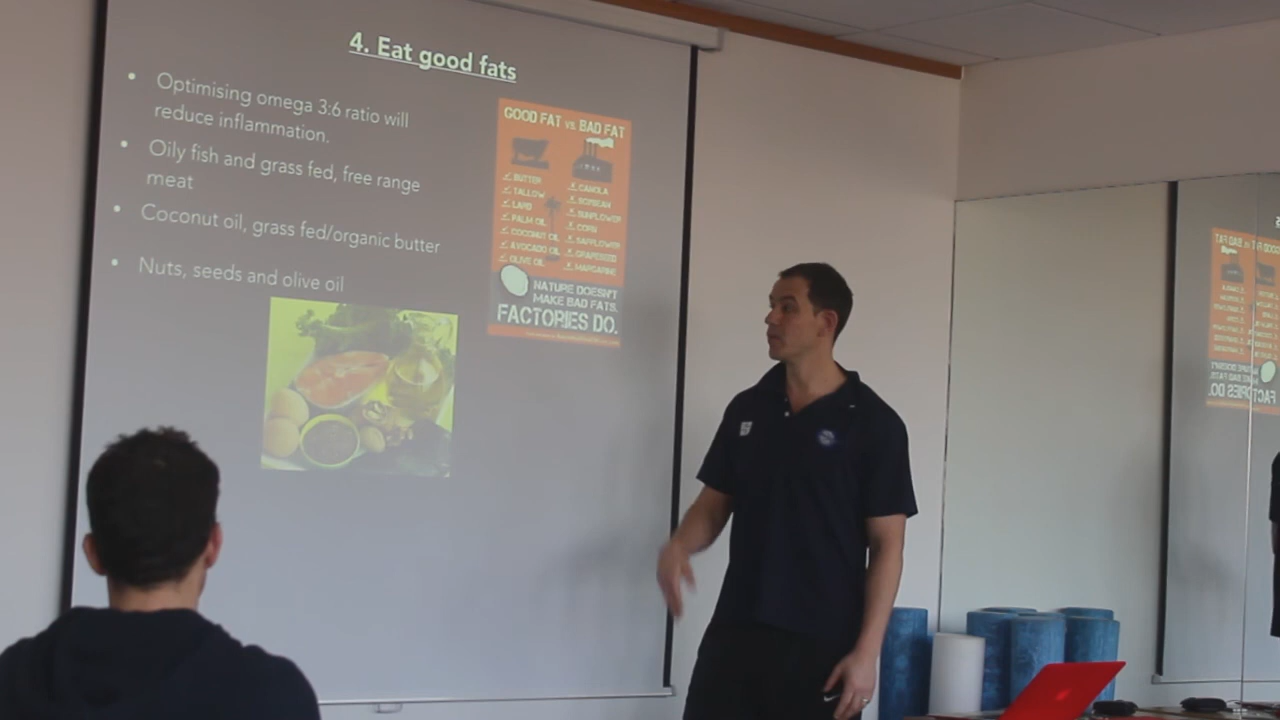 4. Eat good fats
• Optimising omega 3:6 ratio will
reduce inflammation.
• Oily fish and grass fed, free range
meat
• Coconut oil, grass fed/organic butter
• Nuts, seeds and olive oil
GOOD FAT vs. BAD FAT
BUTTER
TALLOW
LARD
PALM OIL
COCONUT OIL
AVOCADO OIL
OLIVE OIL
CANOLA
SOYBEAN
SUNFLOWER
CORN
SAFFLOWER
GRAPESEED
MARGARINE
NATURE DOESN'T
MAKE BAD FATS.
FACTORIES DO.